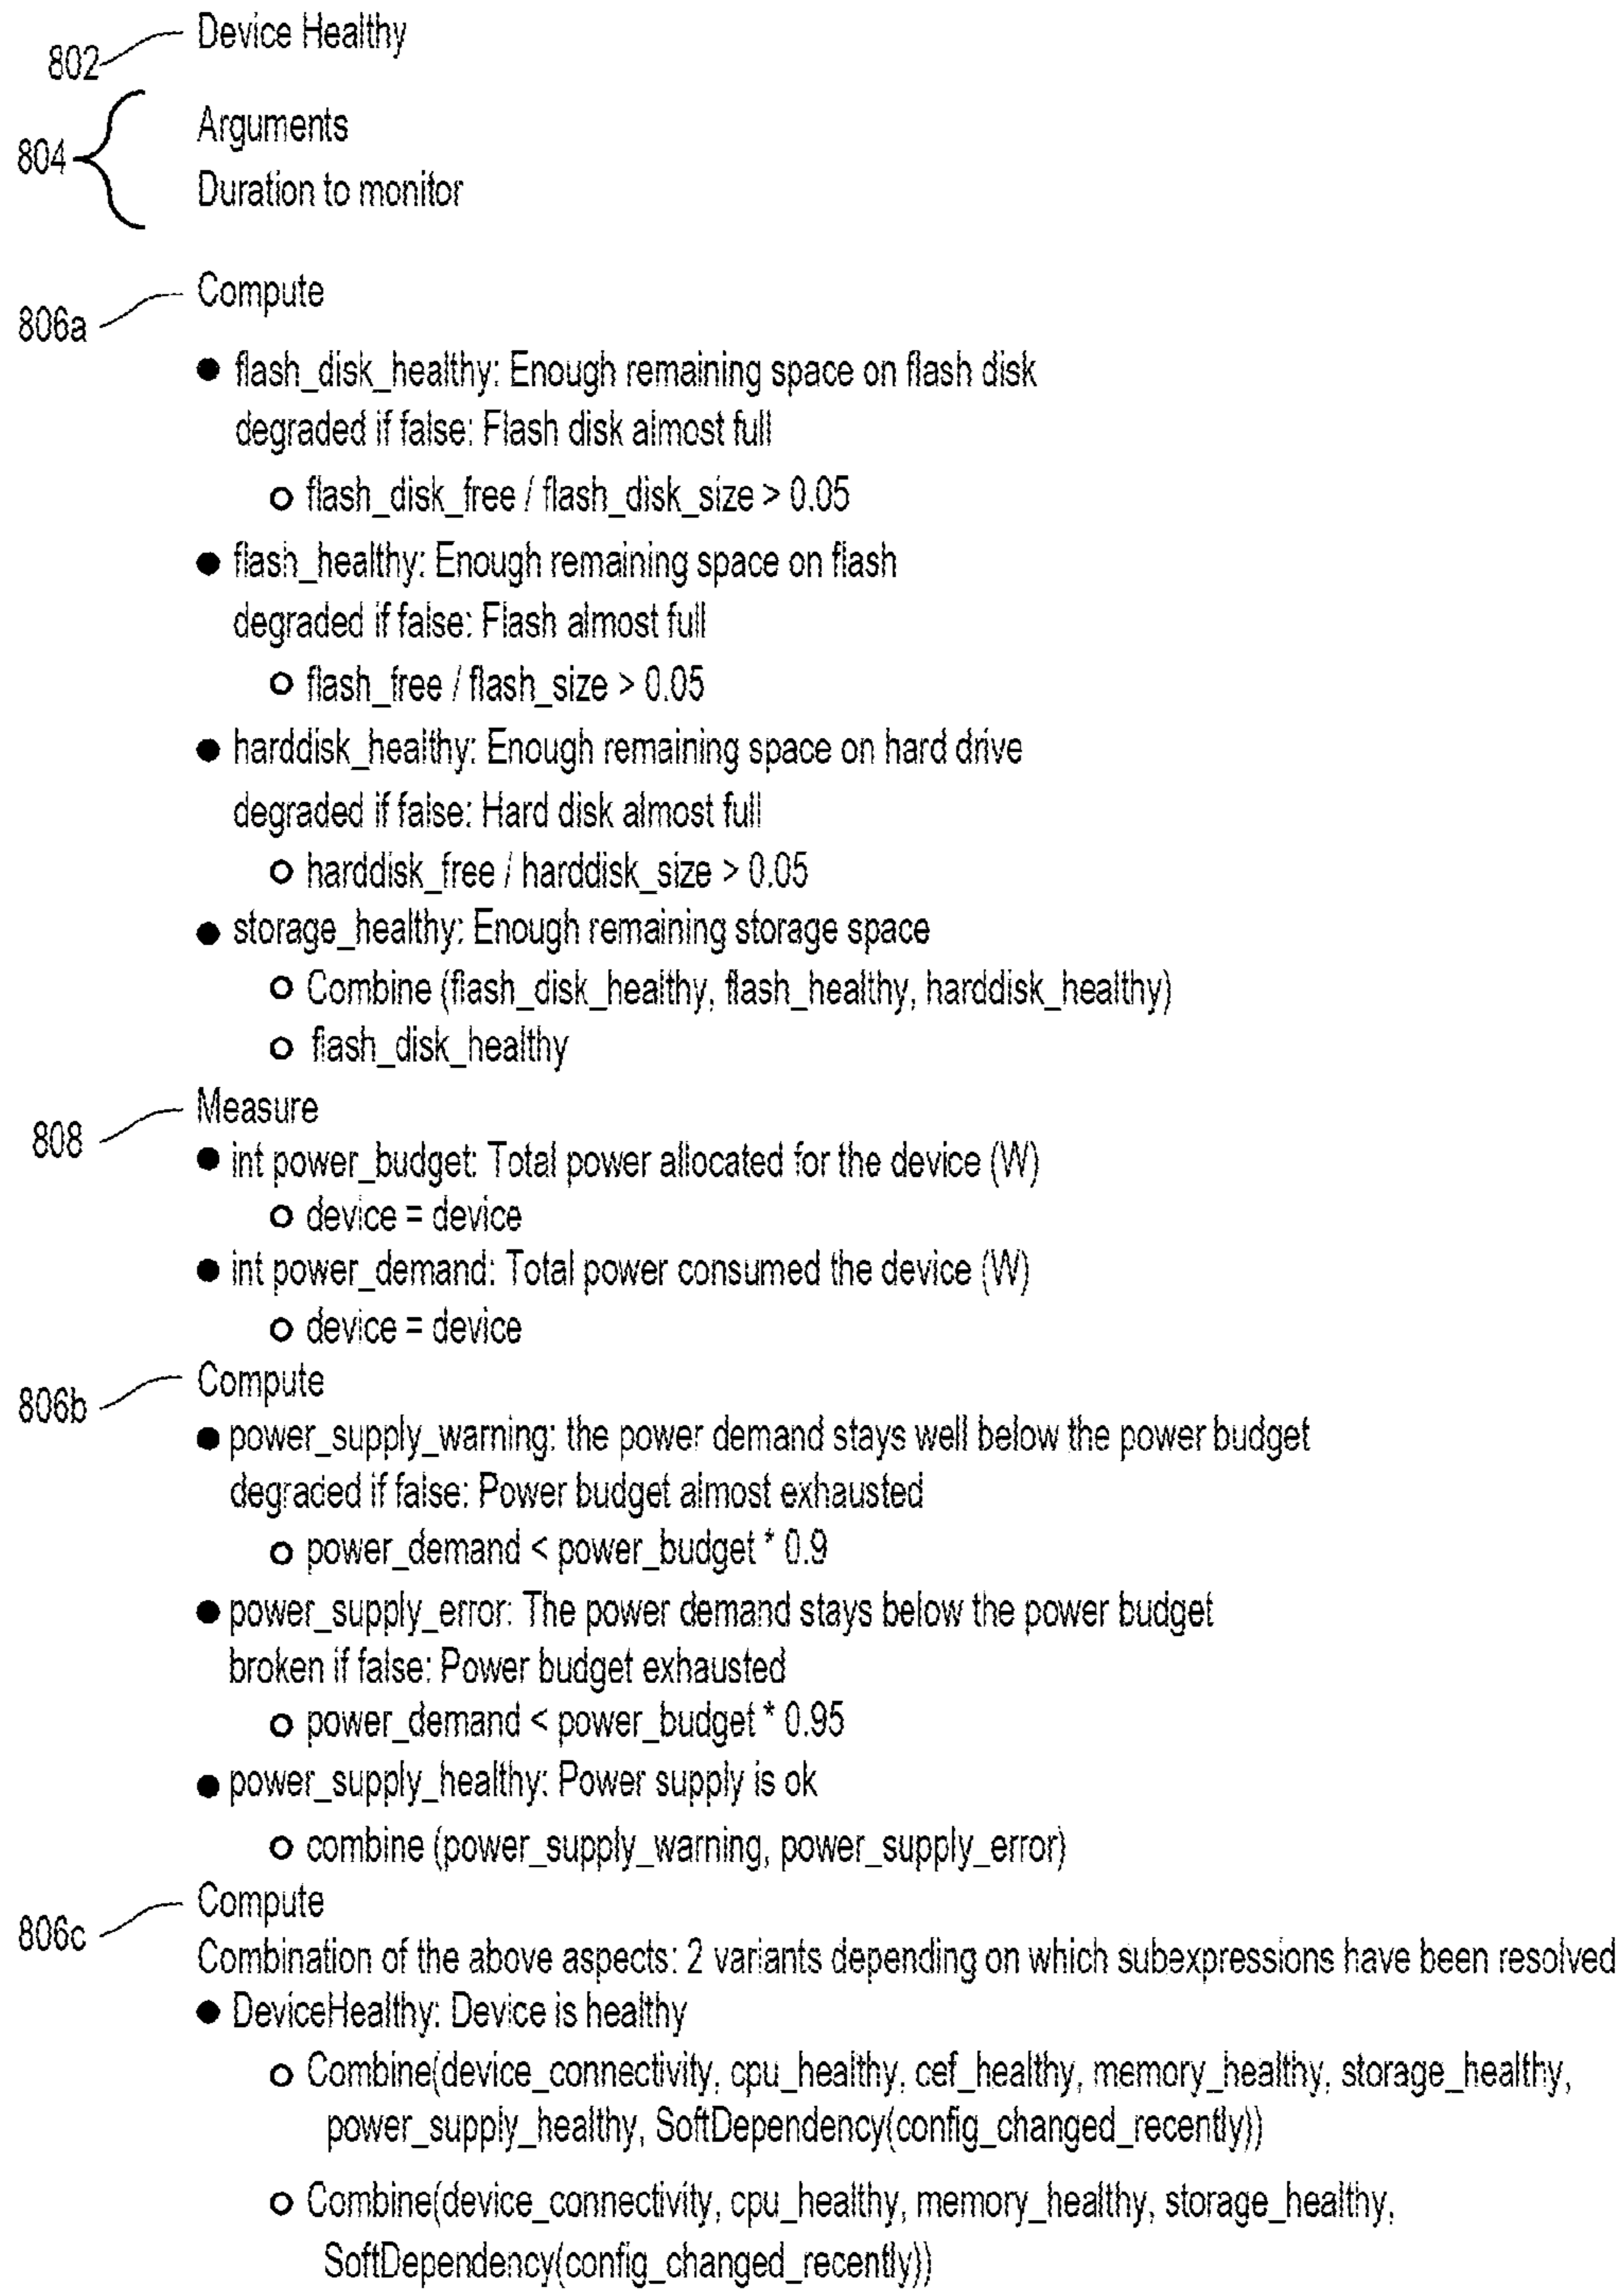 802 Device Healthy
804 Arguments
Duration to monitor
806a Compute
● flash_disk_healthy: Enough remaining space on flash disk
degraded if false: Flash disk almost full
o flash_disk_free / flash_disk_size > 0.05
● flash_healthy: Enough remaining space on flash
degraded if false: Flash almost full
o flash_free / flash_size > 0.05
● harddisk_healthy: Enough remaining space on hard drive
degraded if false: Hard disk almost full
o harddisk_free / harddisk_size > 0.05
● storage_healthy: Enough remaining storage space
o Combine (flash_disk_healthy, flash_healthy, harddisk_healthy)
o flash_disk_healthy
808 Measure
● int power_budget: Total power allocated for the device (W)
o device = device
● int power_demand: Total power consumed the device (W)
o device = device
806b Compute
● power_supply_warning: the power demand stays well below the power budget
degraded if false: Power budget almost exhausted
o power_demand < power_budget * 0.9
● power_supply_error: The power demand stays below the power budget
broken if false: Power budget exhausted
o power_demand < power_budget * 0.95
● power_supply_healthy: Power supply is ok
o combine (power_supply_warning, power_supply_error)
806c Compute
Combination of the above aspects: 2 variants depending on which subexpressions have been resolved
● DeviceHealthy: Device is healthy
o Combine(device_connectivity, cpu_healthy, cef_healthy, memory_healthy, storage_healthy,
power_supply_healthy, SoftDependency(config_changed_recently))
o Combine(device_connectivity, cpu_healthy, memory_healthy, storage_healthy,
SoftDependency(config_changed_recently))